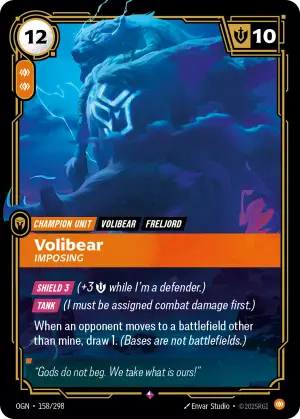 12
10
CHAMPION UNIT VOLIBEAR FRELJORD
Volibear
IMPOSING
SHIELD 3 (+3 while I'm a defender.)
TANK (I must be assigned combat damage first.)
When an opponent moves to a battlefield other
than mine, draw 1. (Bases are not battlefields.)
"Gods do not beg. We take what is ours!"
OGN • 158/298 Envar Studio • ©2025RGI